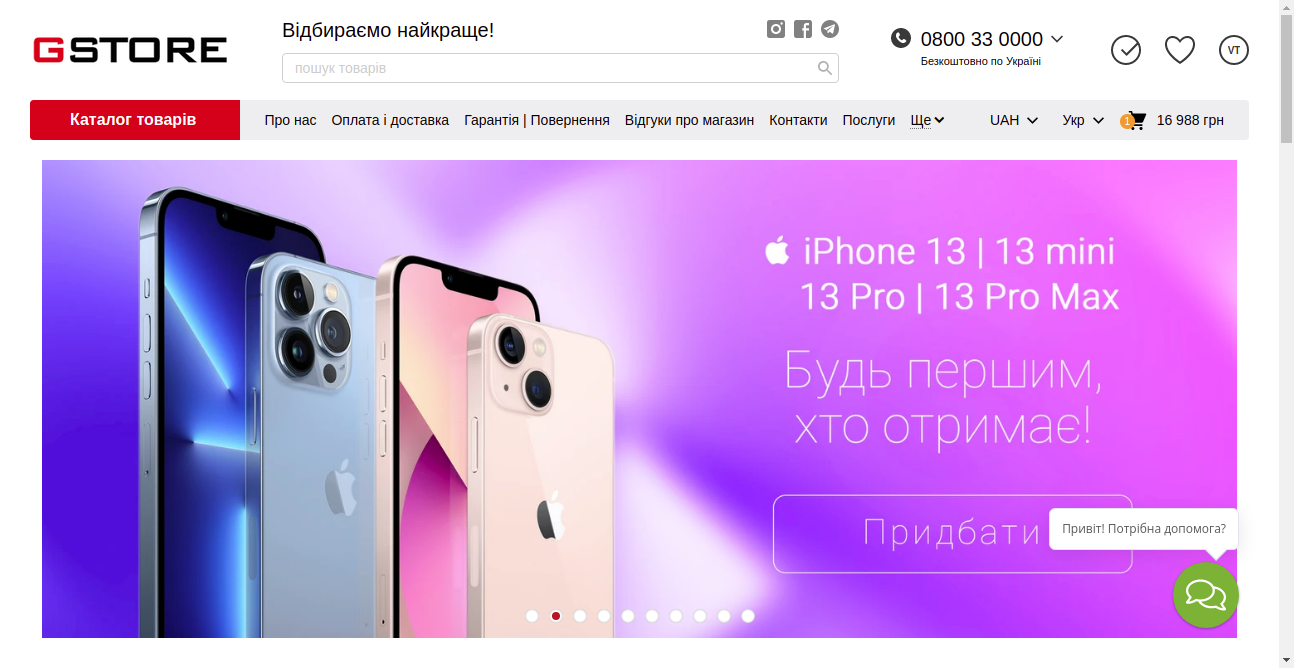 GSTORE
Відбираємо найкраще!
пошук товарів
0800 33 0000
Безкоштовно по Україні
VT
Каталог товарів
Про нас
Оплата і доставка
Гарантія | Повернення
Відгуки про магазин
Контакти
Послуги
Ще
UAH
Укр
1
16 988 грн
iPhone 13 | 13 mini
13 Pro | 13 Pro Max
Будь першим,
хто отримає!
Придбати
Привіт! Потрібна допомога?